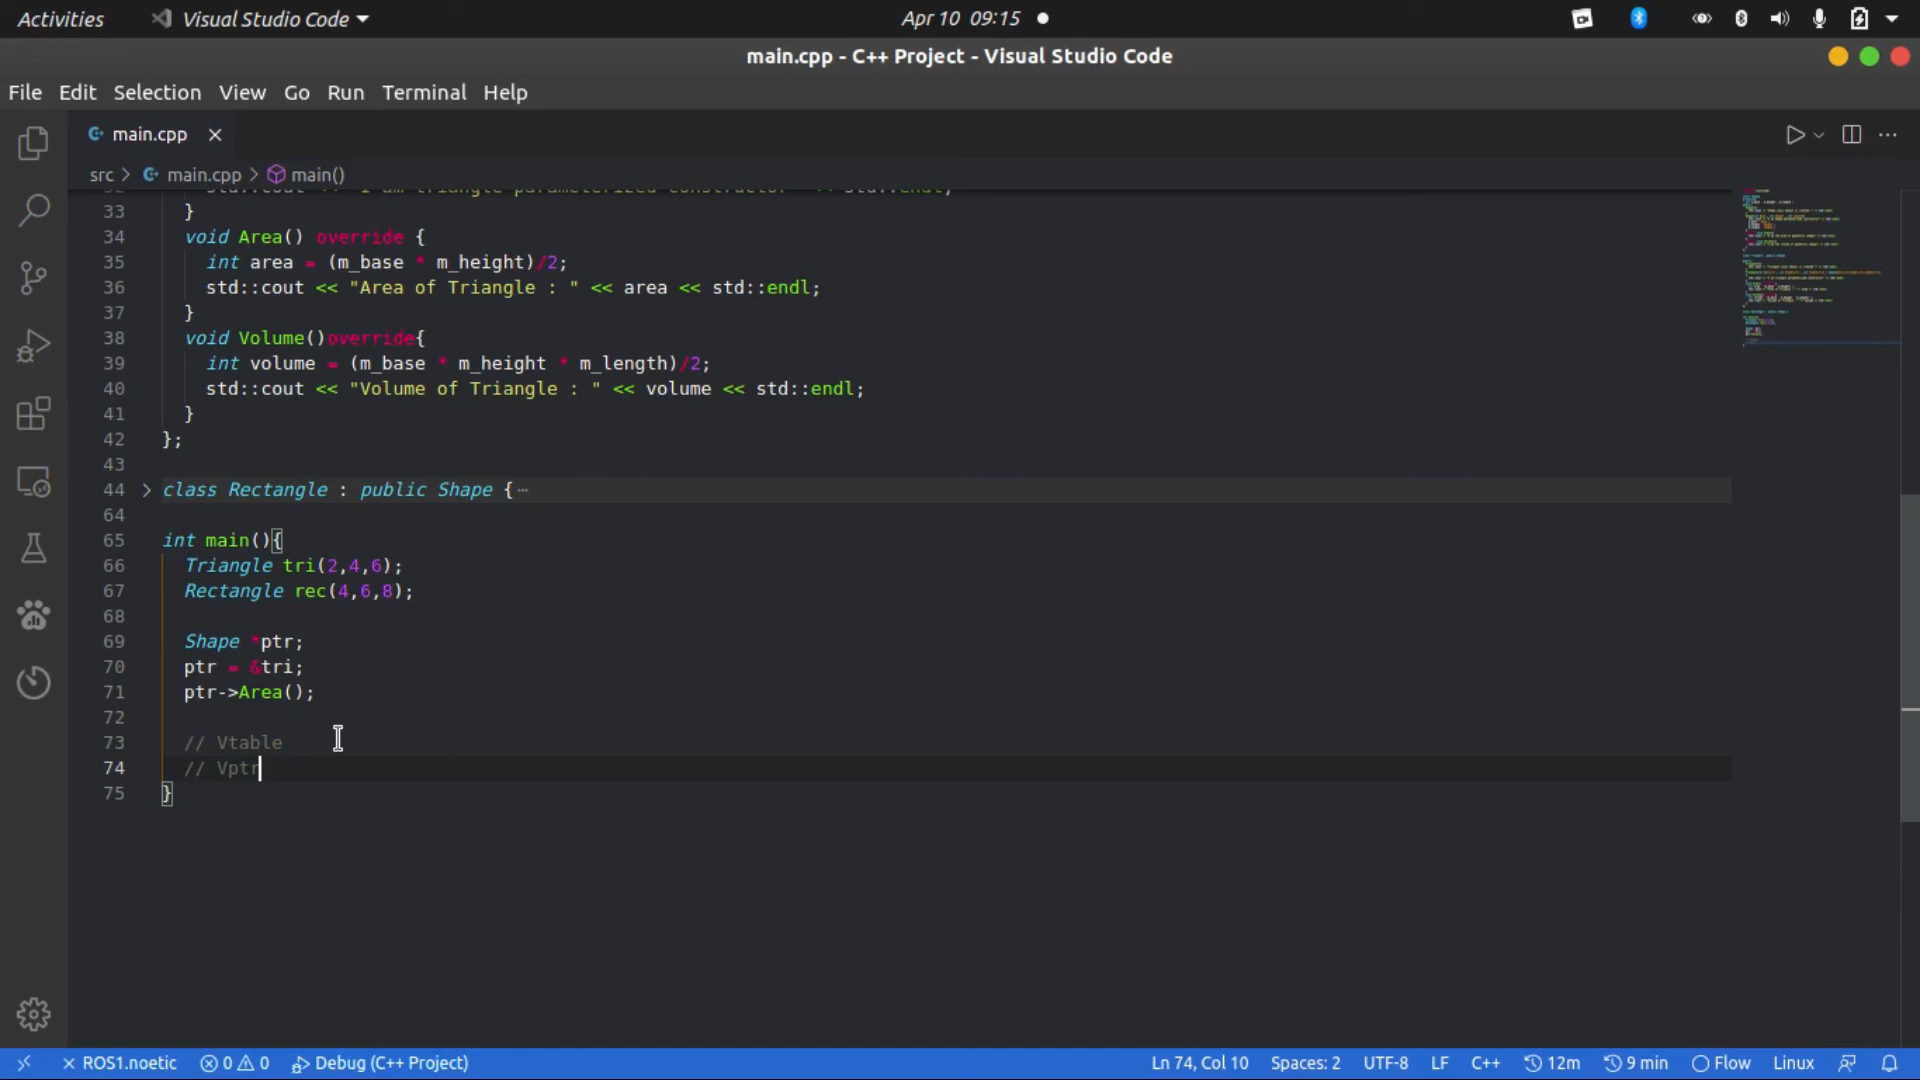 Activities Visual Studio Code Apr 10 09:15
main.cpp - C++ Project - Visual Studio Code
File Edit Selection View Go Run Terminal Help
main.cpp
src > main.cpp > main()
33 }
34 void Area() override {
35 int area = (m_base * m_height)/2;
36 std::cout << "Area of Triangle : " << area << std::endl;
37 }
38 void Volume()override{
39 int volume = (m_base * m_height * m_length)/2;
40 std::cout << "Volume of Triangle : " << volume << std::endl;
41 }
42 };
43
44 class Rectangle : public Shape {
64
65 int main(){
66 Triangle tri(2,4,6);
67 Rectangle rec(4,6,8);
68
69 Shape *ptr;
70 ptr = &tri;
71 ptr->Area();
72
73 // Vtable
74 // Vptr
75 }
ROS1.noetic 0 0 Debug (C++ Project) Ln 74, Col 10 Spaces: 2 UTF-8 LF C++ 12m 9 min Flow Linux